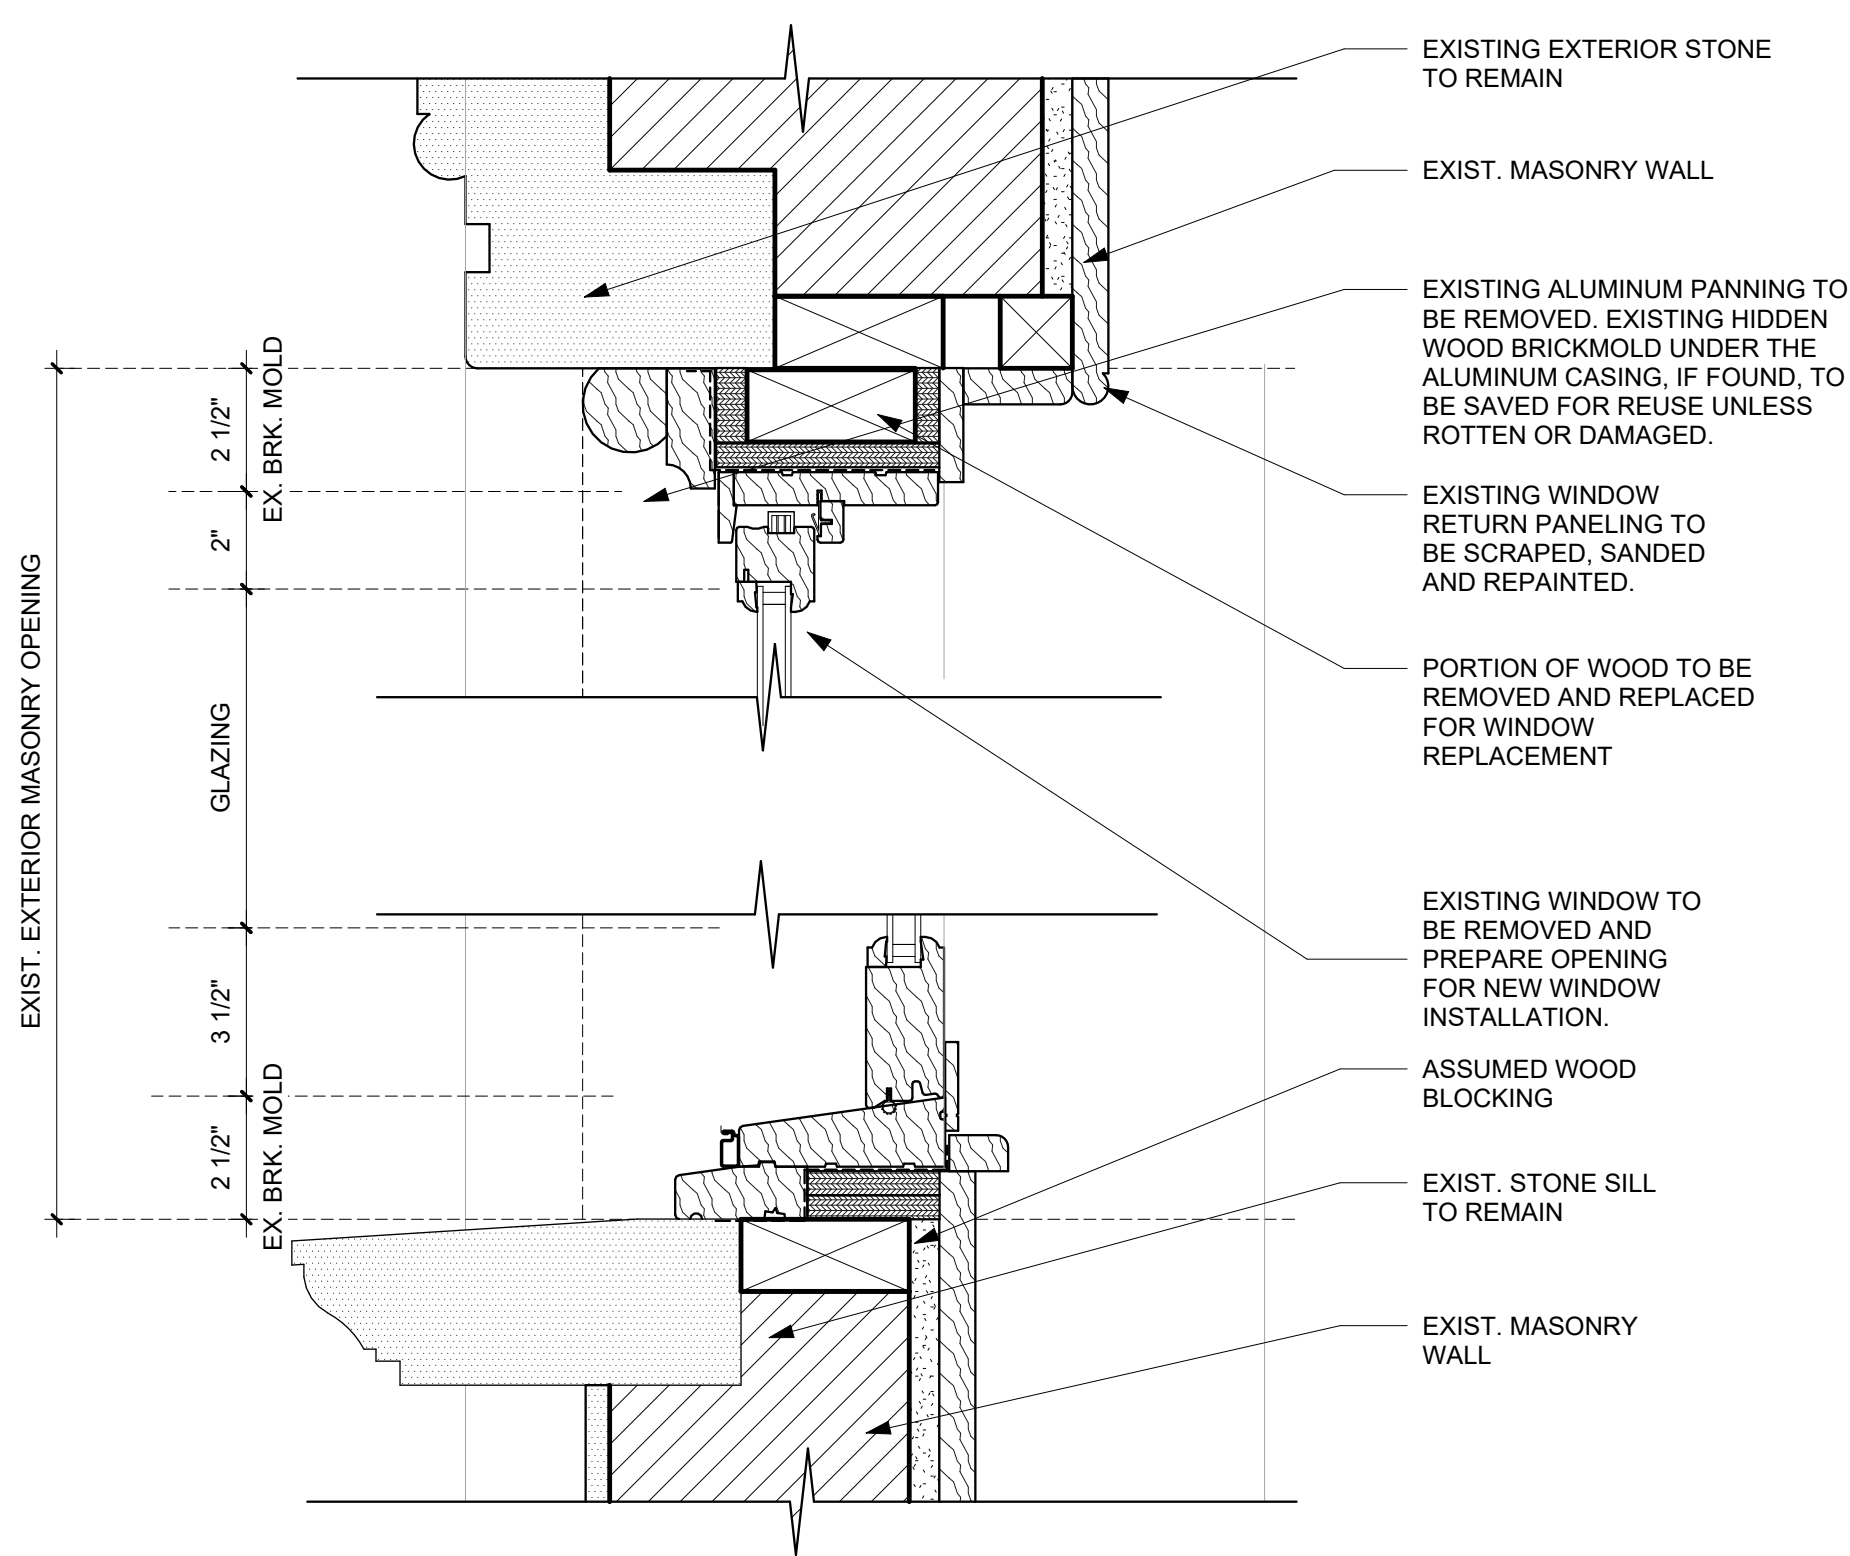 EXISTING EXTERIOR STONE
TO REMAIN
EXIST. MASONRY WALL
EXISTING ALUMINUM PANNING TO
BE REMOVED. EXISTING HIDDEN
WOOD BRICKMOLD UNDER THE
ALUMINUM CASING, IF FOUND, TO
BE SAVED FOR REUSE UNLESS
ROTTEN OR DAMAGED.
EXISTING WINDOW
RETURN PANELING TO
BE SCRAPED, SANDED
AND REPAINTED.
PORTION OF WOOD TO BE
REMOVED AND REPLACED
FOR WINDOW
REPLACEMENT
EXISTING WINDOW TO
BE REMOVED AND
PREPARE OPENING
FOR NEW WINDOW
INSTALLATION.
ASSUMED WOOD
BLOCKING
EXIST. STONE SILL
TO REMAIN
EXIST. MASONRY
WALL
EXIST. EXTERIOR MASONRY OPENING
2 1/2"
EX. BRK. MOLD
2"
GLAZING
3 1/2"
2 1/2"
EX. BRK. MOLD